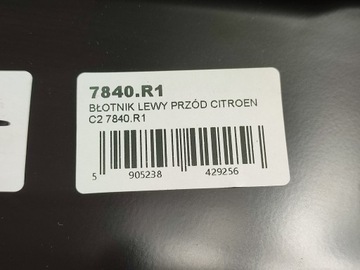 7840.R1
BŁOTNIK LEWY PRZÓD CITROEN
C2 7840.R1
5 905238 429256